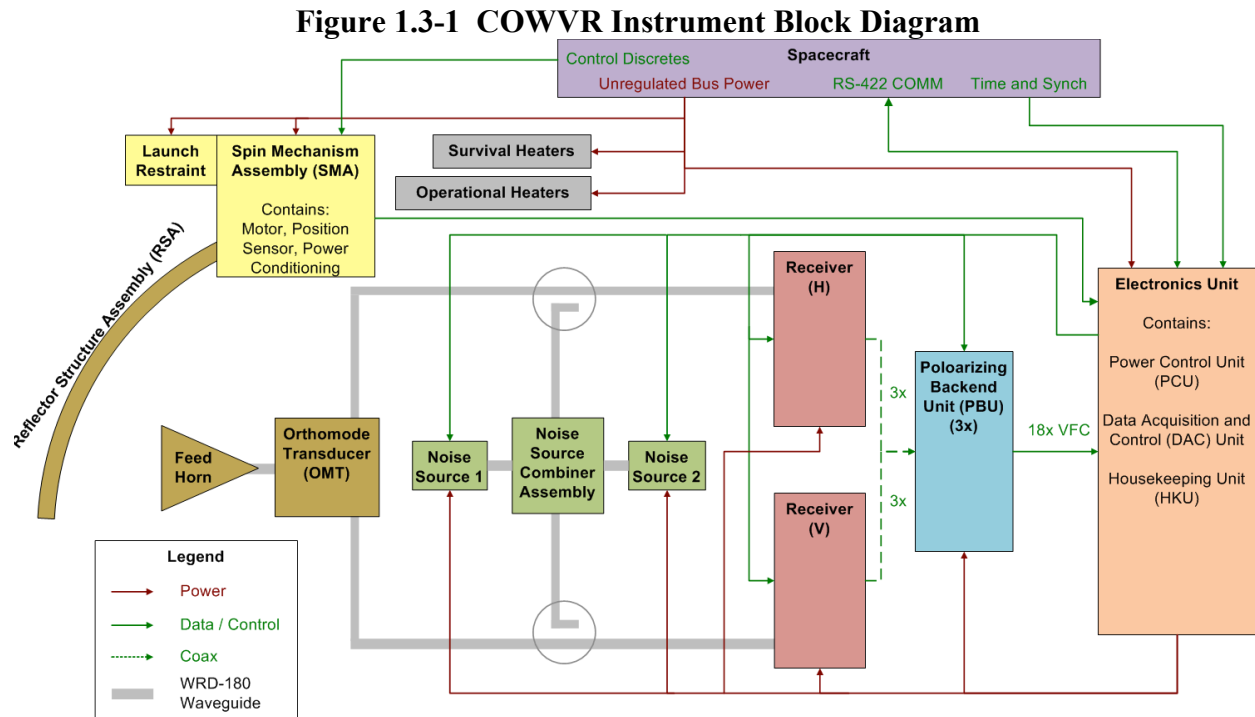 Figure 1.3-1 COWVR Instrument Block Diagram
Control Discretes
Spacecraft
Unregulated Bus Power
RS-422 COMM
Time and Synch
Launch
Restraint
Spin Mechanism
Assembly (SMA)
Contains:
Motor, Position
Sensor, Power
Conditioning
Survival Heaters
Operational Heaters
Reflector Structure Assembly (RSA)
Receiver
(H)
Electronics Unit
Contains:
Power Control Unit
(PCU)
Data Acquisition and
Control (DAC) Unit
Housekeeping Unit
(HKU)
Poloarizing
Backend
Unit (PBU)
(3x)
3x
3x
18x VFC
Feed
Horn
Orthomode
Transducer
(OMT)
Noise
Source 1
Noise
Source
Combiner
Assembly
Noise
Source 2
Receiver
(V)
Legend
Power
Data / Control
Coax
WRD-180
Waveguide